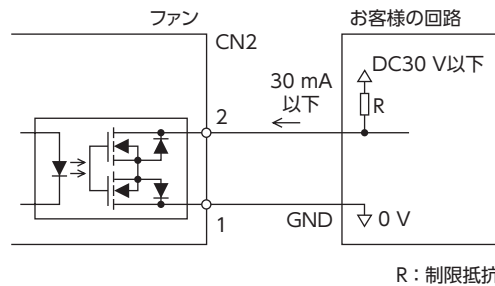 ファン
お客様の回路
CN2
DC30 V以下
30 mA
以下
R
2
GND
0 V
1
R：制限抵抗